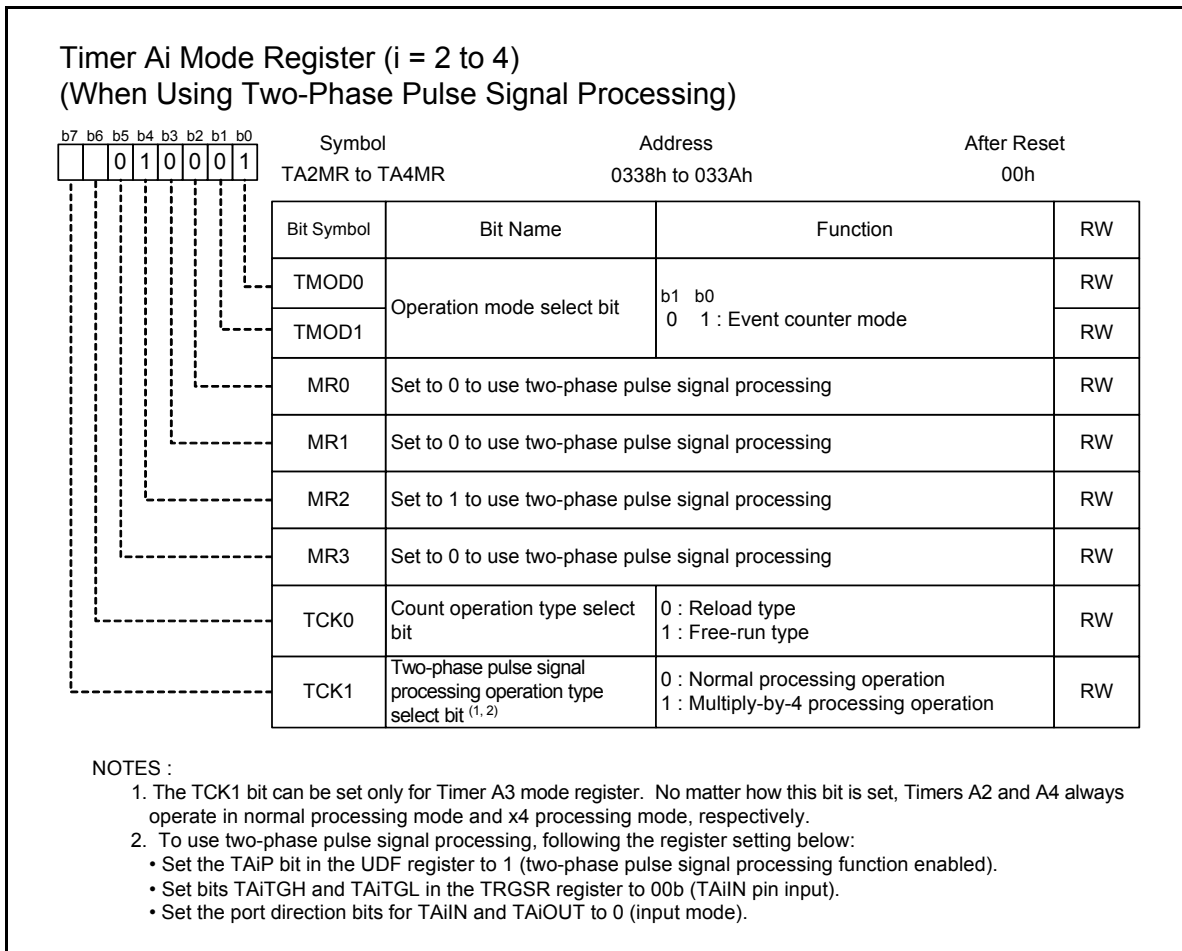 Timer Ai Mode Register (i = 2 to 4)
(When Using Two-Phase Pulse Signal Processing)
b7 b6 b5 b4 b3 b2 b1 b0
0 1 0 0 0 1
Symbol Address After Reset
TA2MR to TA4MR 0338h to 033Ah 00h
Bit Symbol Bit Name Function RW
TMOD0 RW
Operation mode select bit
b1 b0
0 1 : Event counter mode
TMOD1 RW
MR0 Set to 0 to use two-phase pulse signal processing RW
MR1 Set to 0 to use two-phase pulse signal processing RW
MR2 Set to 1 to use two-phase pulse signal processing RW
MR3 Set to 0 to use two-phase pulse signal processing RW
TCK0
Count operation type select
bit
0 : Reload type
1 : Free-run type
RW
TCK1
Two-phase pulse signal
processing operation type
select bit (1, 2)
0 : Normal processing operation
1 : Multiply-by-4 processing operation
RW
NOTES :
1. The TCK1 bit can be set only for Timer A3 mode register. No matter how this bit is set, Timers A2 and A4 always
operate in normal processing mode and x4 processing mode, respectively.
2. To use two-phase pulse signal processing, following the register setting below:
• Set the TAiP bit in the UDF register to 1 (two-phase pulse signal processing function enabled).
• Set bits TAiTGH and TAiTGL in the TRGSR register to 00b (TAiIN pin input).
• Set the port direction bits for TAiIN and TAiOUT to 0 (input mode).